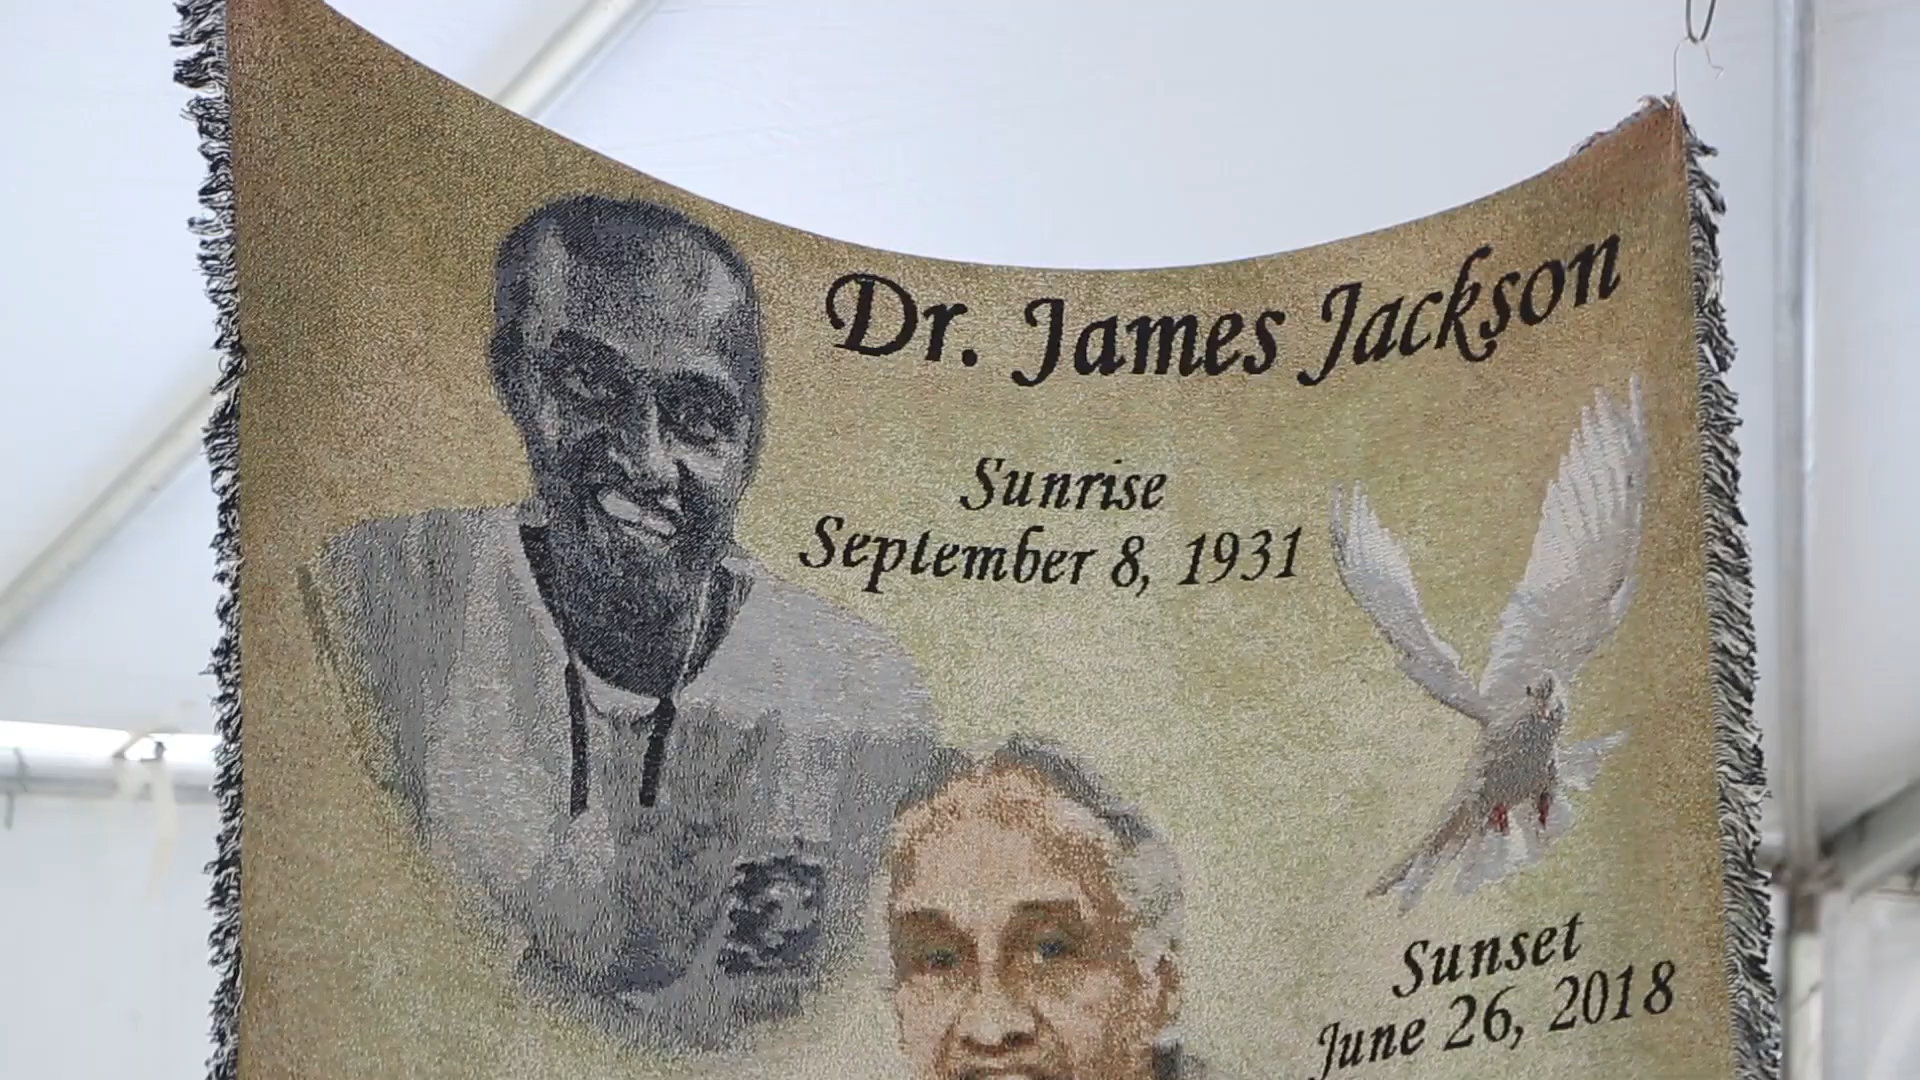 Dr. James Jackson
Sunrise
September 8, 1931
Sunset
June 26, 2018